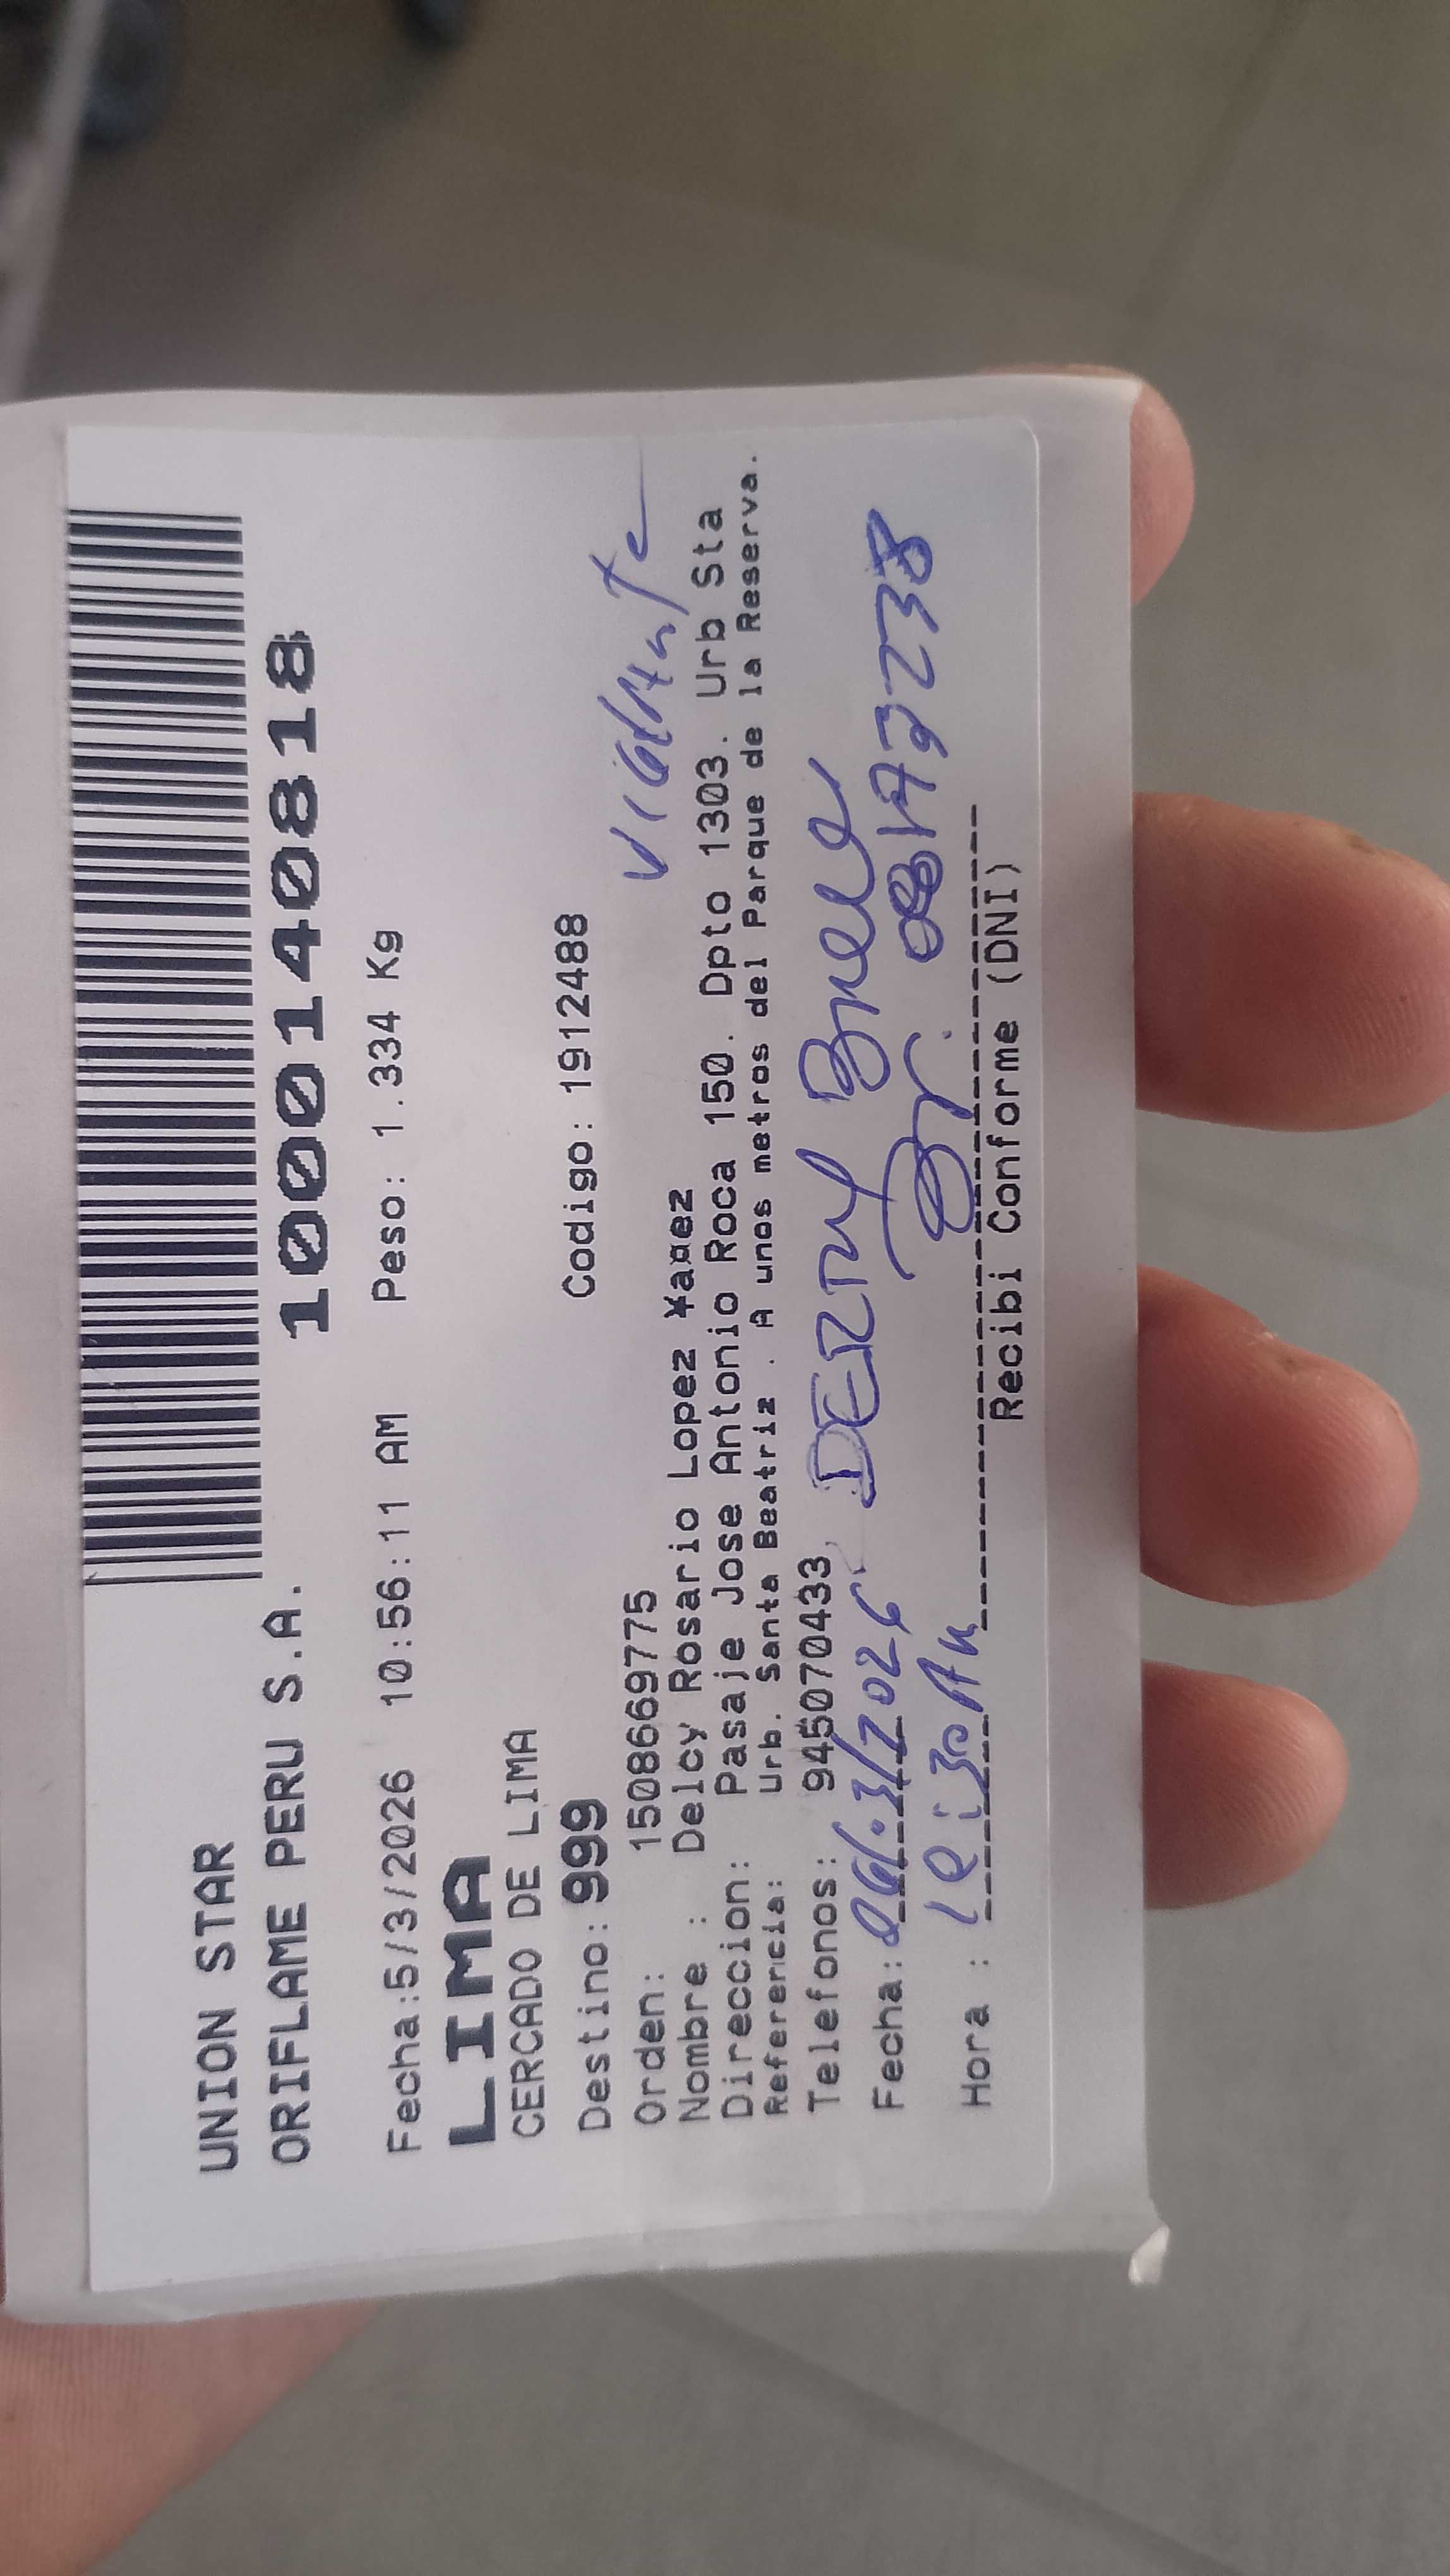 UNION STAR
ORIFLAME PERU S.A.
1000140818
Fecha:5/3/2026 10:56:11 AM Peso: 1.334 Kg
LIMA
CERCADO DE LIMA
Destino: 999 Codigo: 1912488
Orden: 1508669775
Vigilante
Nombre : Delcy Rosario Lopez ¥a¤ez
Direccion: Pasaje Jose Antonio Roca 150. Dpto 1303. Urb Sta
Referencia: Urb. Santa Beatriz . A unos metros del Parque de la Reserva.
Telefonos: 945070433
Fecha: 06/3/2026
Hora : 10:30 AM
Recibi Conforme (DNI)